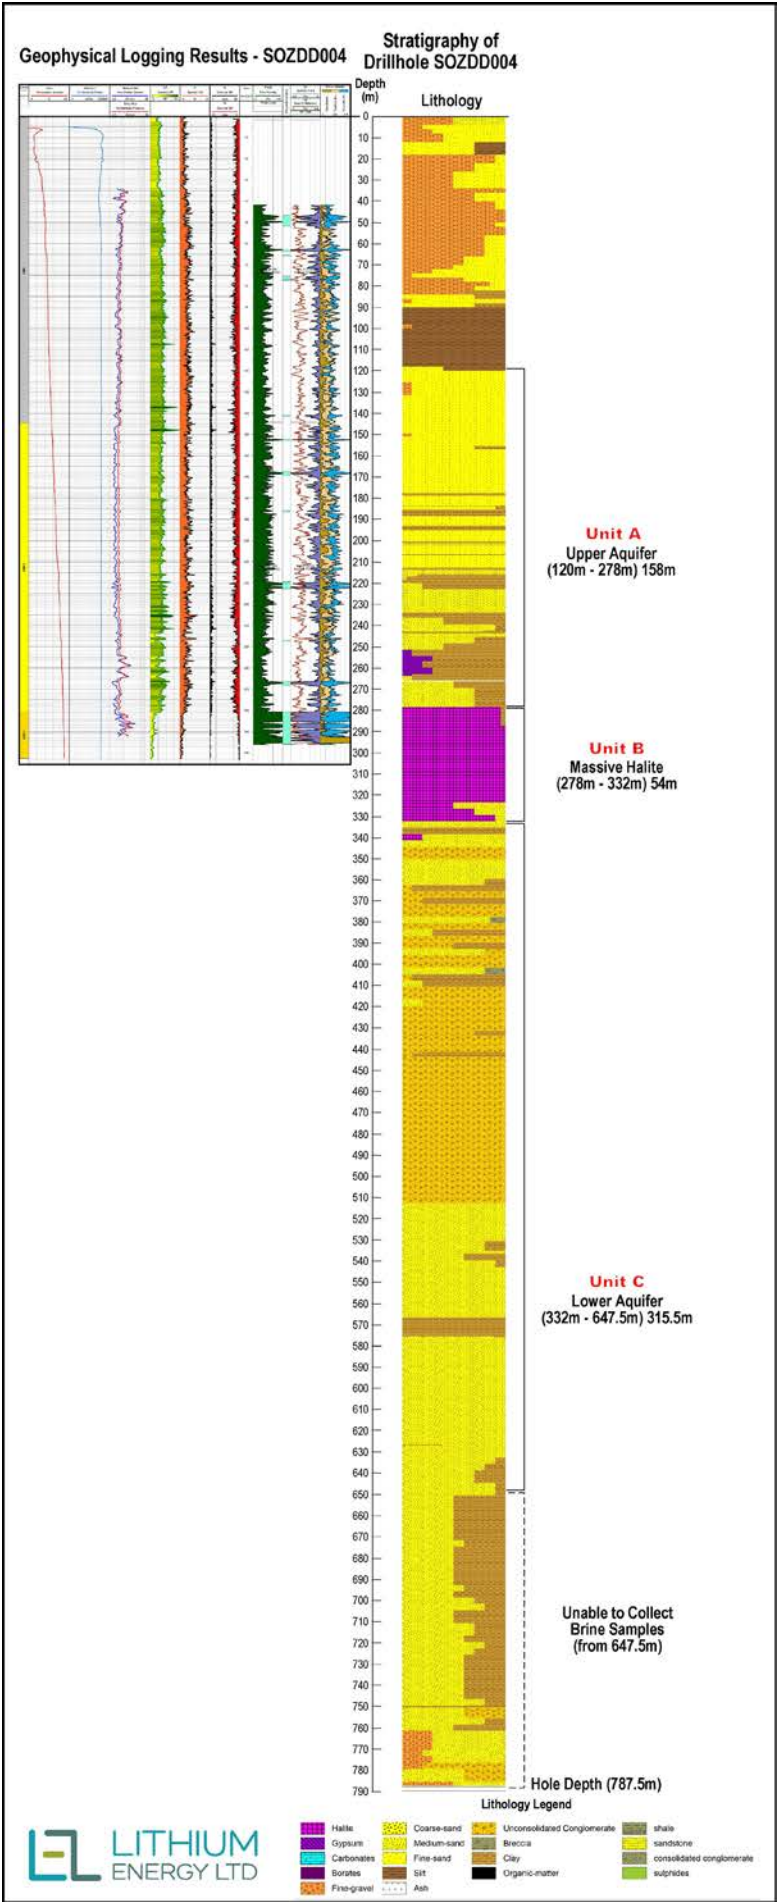 Geophysical Logging Results - SOZDD004
Stratigraphy of
Drillhole SOZDD004
Depth
(m)
Lithology
0
10
20
30
40
50
60
70
80
90
100
110
120
130
140
150
160
170
180
190
200
210
220
230
240
250
260
270
280
290
300
310
320
330
340
350
360
370
380
390
400
410
420
430
440
450
460
470
480
490
500
510
520
530
540
550
560
570
580
590
600
610
620
630
640
650
660
670
680
690
700
710
720
730
740
750
760
770
780
790
Unit A
Upper Aquifer
(120m - 278m) 158m
Unit B
Massive Halite
(278m - 332m) 54m
Unit C
Lower Aquifer
(332m - 647.5m) 315.5m
Unable to Collect
Brine Samples
(from 647.5m)
Hole Depth (787.5m)
Lithology Legend
Halite
Gypsum
Carbonates
Borates
Fine-gravel
Coarse-sand
Medium-sand
Fine-sand
Silt
Ash
Unconsolidated Conglomerate
Breccia
Clay
Organic-matter
shale
sandstone
consolidated conglomerate
sulphides
LEL
LITHIUM
ENERGY LTD